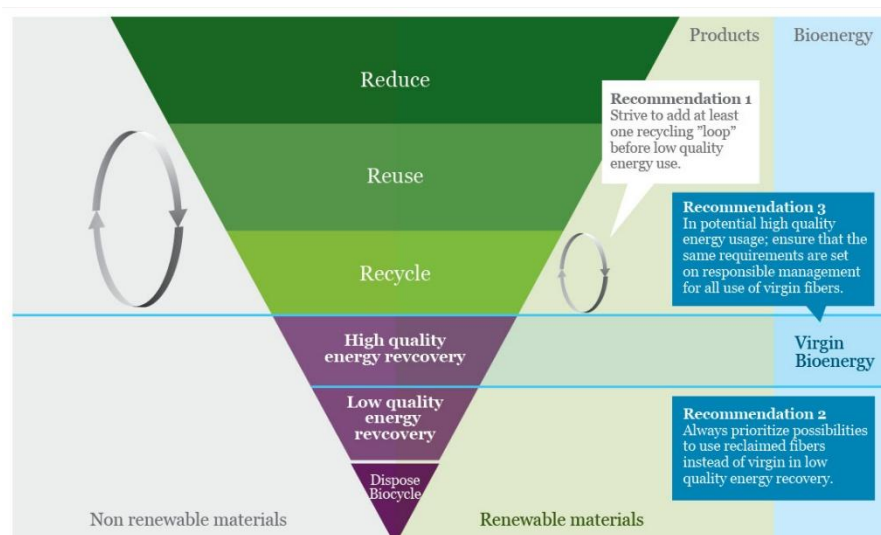 Products
Bioenergy
Reduce
Recommendation 1
Strive to add at least
one recycling "loop"
before low quality
energy use.
Reuse
Recommendation 3
In potential high quality
energy usage; ensure that the
same requirements are set
on responsible management
for all use of virgin fibers.
Recycle
High quality
energy revcovery
Virgin
Bioenergy
Low quality
energy
revcovery
Recommendation 2
Always prioritize possibilities
to use reclaimed fibers
instead of virgin in low
quality energy recovery.
Dispose
Biocycle
Non renewable materials
Renewable materials